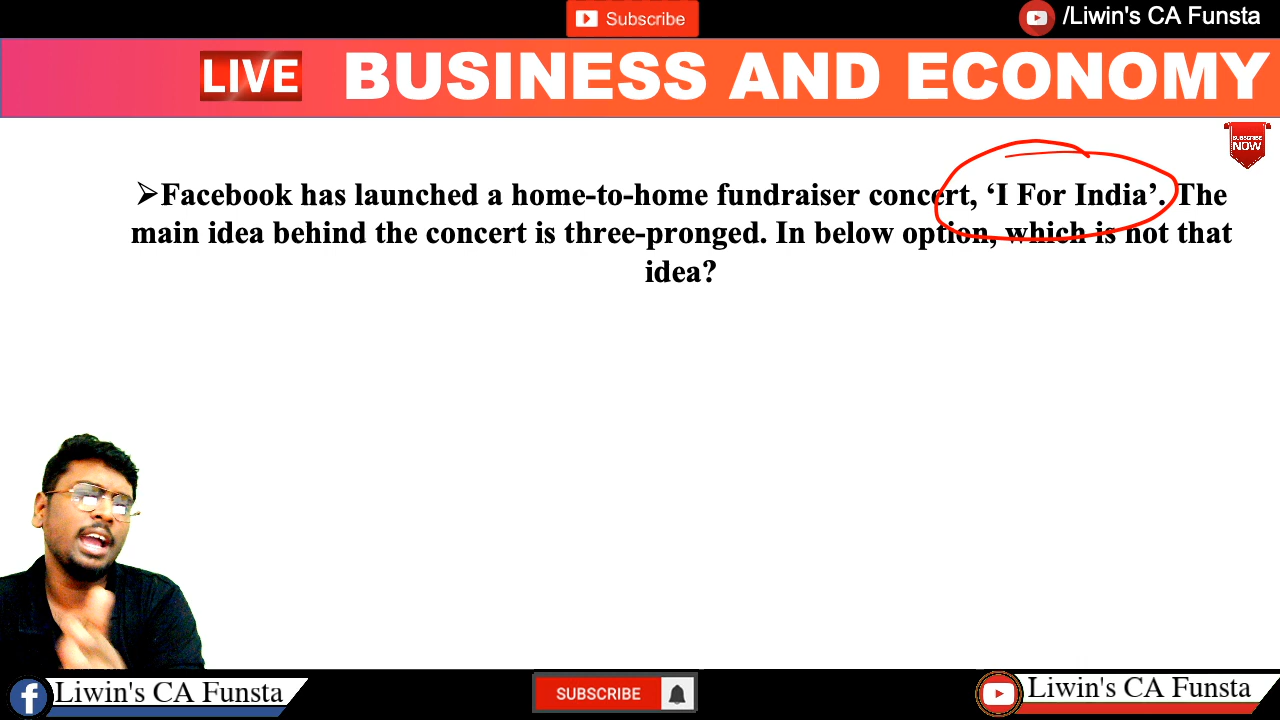 Subscribe
/Liwin's CA Funsta
LIVE BUSINESS AND ECONOMY
SUBSCRIBE
NOW
➢Facebook has launched a home-to-home fundraiser concert, ‘I For India’. The
main idea behind the concert is three-pronged. In below option, which is not that
idea?
Liwin's CA Funsta
SUBSCRIBE
Liwin's CA Funsta